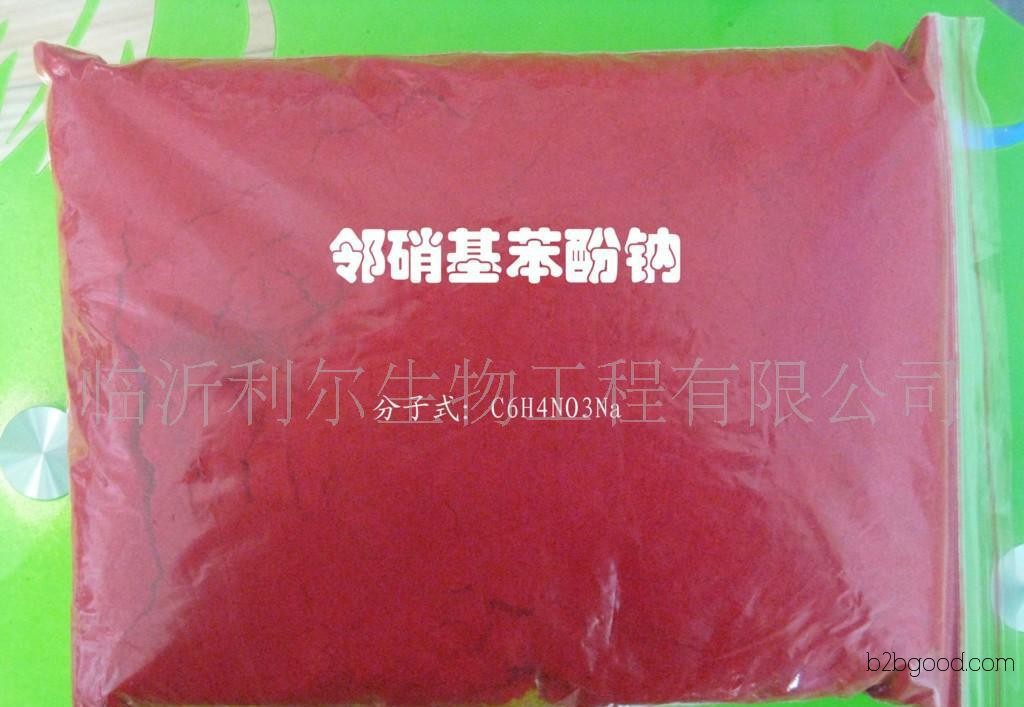 邻硝基苯酚钠
临沂利尔生物工程有限公司
分子式: C6H4NO3Na
b2bgood.com